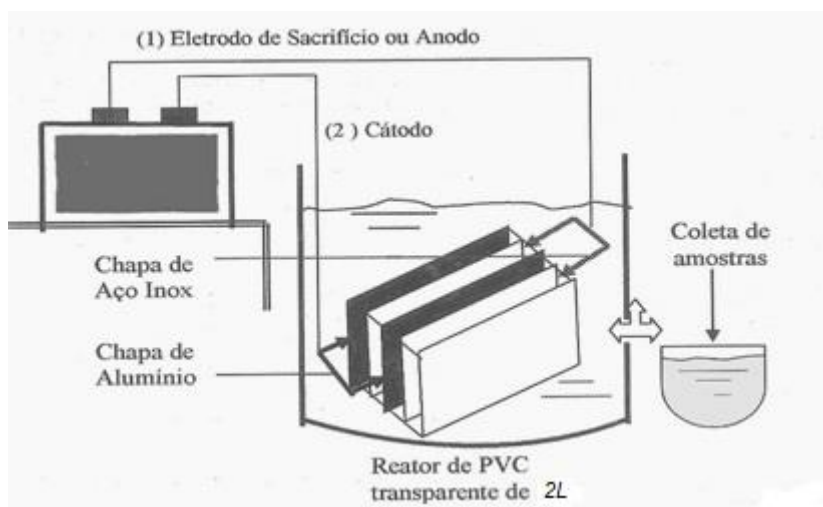 (1) Eletrodo de Sacrifício ou Anodo
(2 ) Cátodo
Chapa de
Aço Inox
Chapa de
Alumínio
Coleta de
amostras
Reator de PVC
transparente de 2L